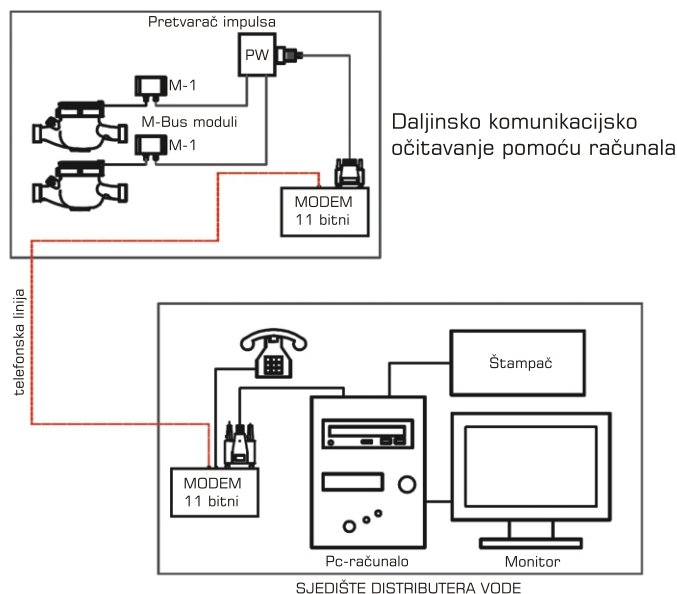 Pretvarač impulsa
PW
M-1
M-Bus moduli
M-1
Daljinsko komunikacijsko
očitavanje pomoću računala
MODEM
11 bitni
telefonska linija
Štampač
MODEM
11 bitni
Pc-računalo
Monitor
SJEDIŠTE DISTRIBUTERA VODE